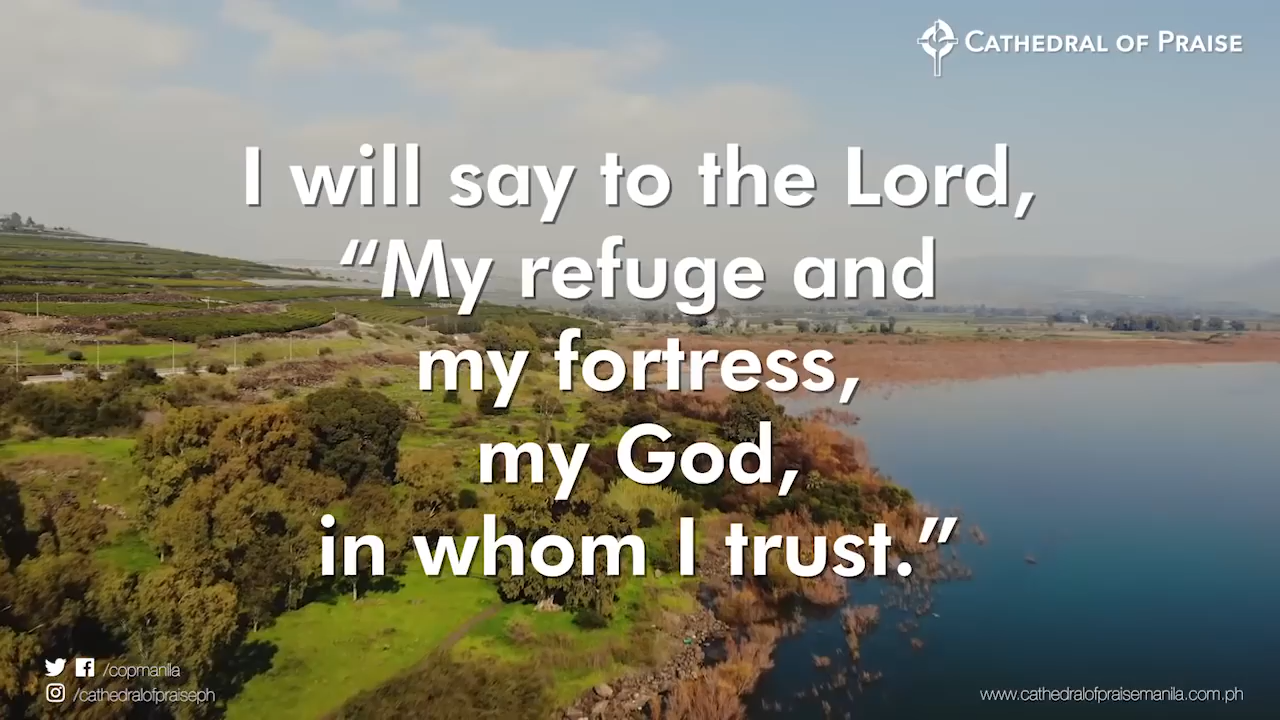 CATHEDRAL OF PRAISE
I will say to the Lord,
“My refuge and
my fortress,
my God,
in whom I trust.”
/copmanila
/cathedralofpraiseph
www.cathedralofpraisemanila.com.ph